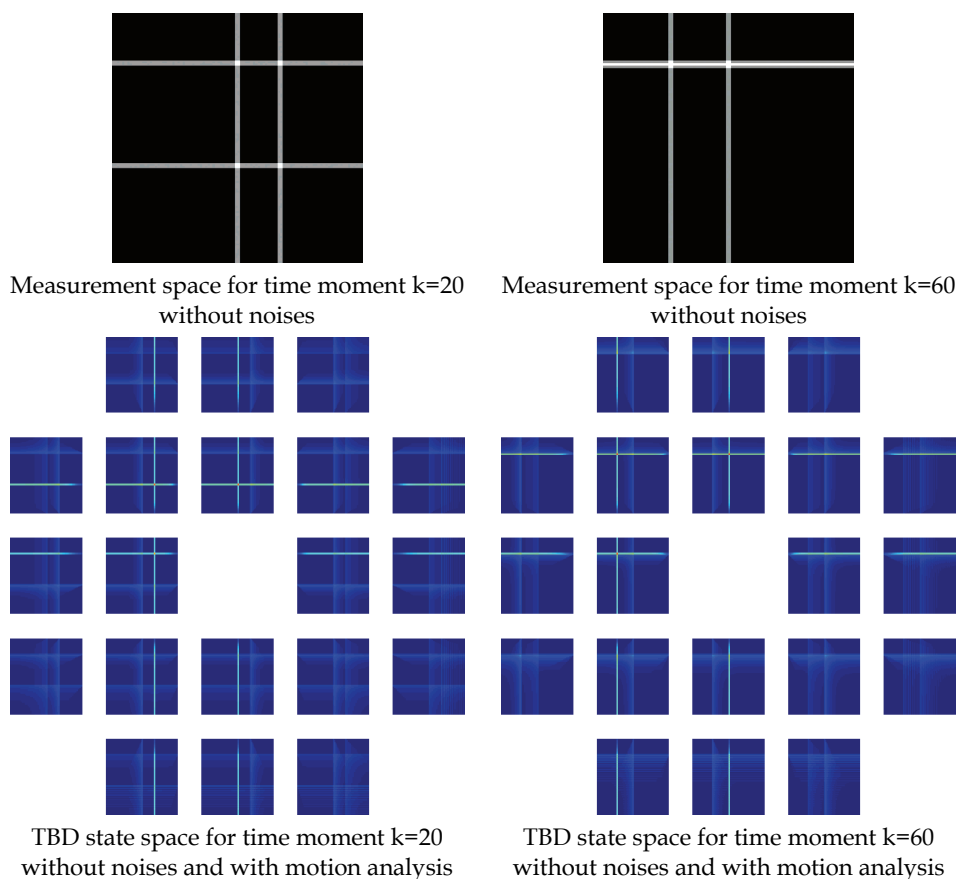 Measurement space for time moment k=20
without noises
Measurement space for time moment k=60
without noises
TBD state space for time moment k=20
without noises and with motion analysis
TBD state space for time moment k=60
without noises and with motion analysis